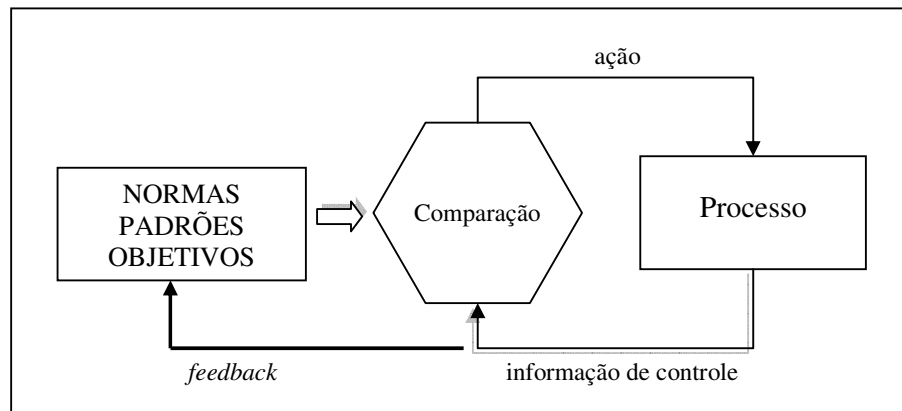 ação
NORMAS
PADRÕES
OBJETIVOS
Comparação
Processo
feedback
informação de controle